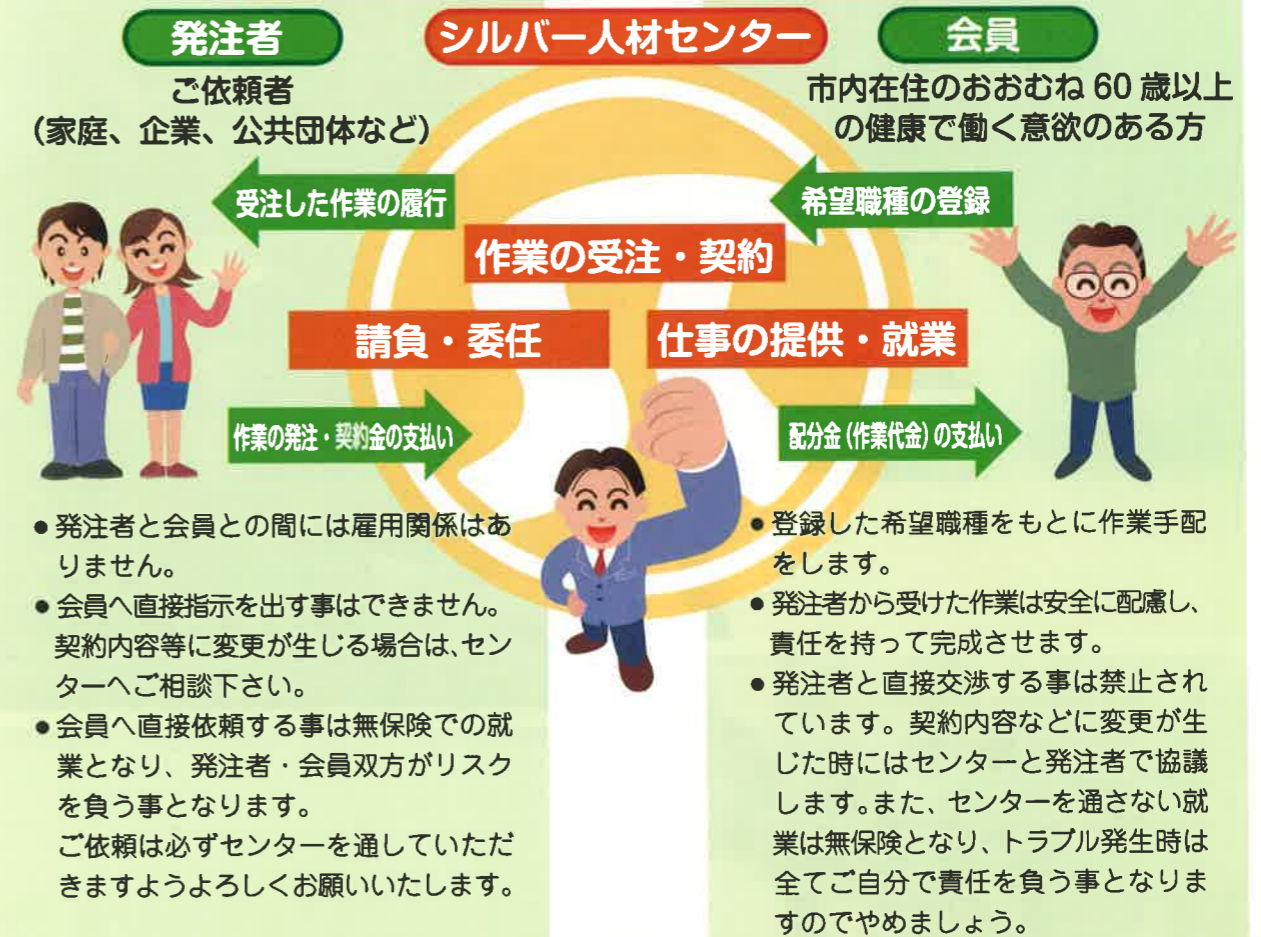 発注者
ご依頼者
(家庭、企業、公共団体など)
シルバー人材センター
会員
市内在住のおおむね 60 歳以上
の健康で働く意欲のある方
受注した作業の履行
希望職種の登録
作業の受注・契約
請負・委任
仕事の提供・就業
作業の発注・契約金の支払い
配分金(作業代金)の支払い
●発注者と会員との間には雇用関係はあ
りません。
●会員へ直接指示を出す事はできません。
契約内容等に変更が生じる場合は、セン
ターへご相談下さい。
●会員へ直接依頼する事は無保険での就
業となり、発注者・会員双方がリスク
を負う事となります。
ご依頼は必ずセンターを通していただ
きますようよろしくお願いいたします。
●登録した希望職種をもとに作業手配
をします。
●発注者から受けた作業は安全に配慮し、
責任を持って完成させます。
●発注者と直接交渉する事は禁止され
ています。契約内容などに変更が生
じた時にはセンターと発注者で協議
します。また、センターを通さない就
業は無保険となり、トラブル発生時は
全てご自分で責任を負う事となりま
すのでやめましょう。